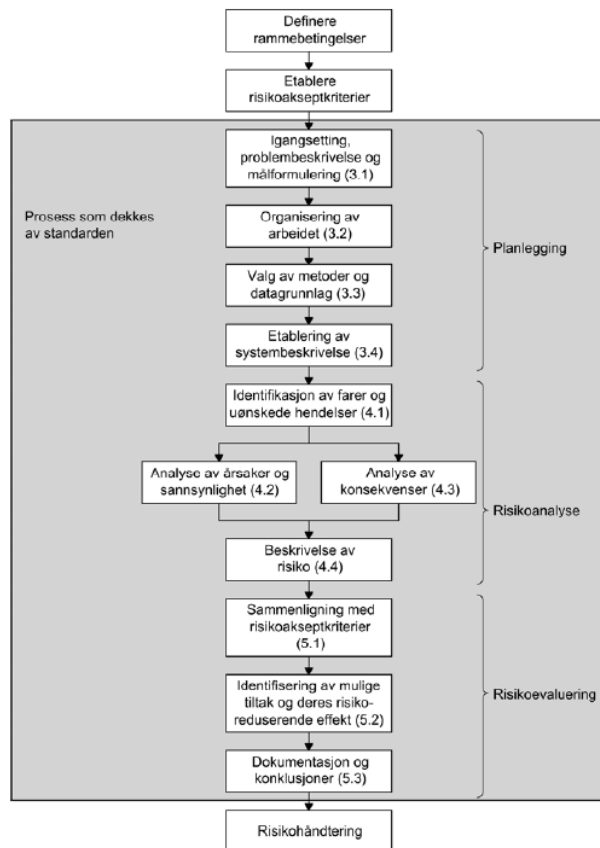 Definere
rammebetingelser
Etablere
risikoakseptkriterier
Igangsetting,
problembeskrivelse og
målformulering (3.1)
Prosess som dekkes
av standarden
Organisering av
arbeidet (3.2)
Planlegging
Valg av metoder og
datagrunnlag (3.3)
Etablering av
systembeskrivelse (3.4)
Identifikasjon av farer og
uønskede hendelser (4.1)
Analyse av årsaker og
sannsynlighet (4.2)
Analyse av
konsekvenser (4.3)
Risikoanalyse
Beskrivelse av
risiko (4.4)
Sammenligning med
risikoakseptkriterier
(5.1)
Identifisering av mulige
tiltak og deres risiko-
reduserende effekt (5.2)
Risikoevaluering
Dokumentasjon og
konklusjoner (5.3)
Risikohåndtering